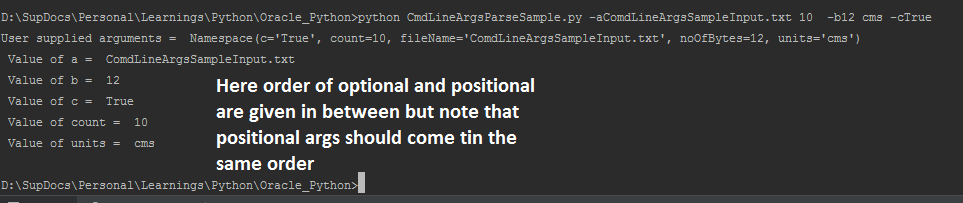 D:\SupDocs\Personal\Learnings\Python\Oracle_Python>python CmdLineArgsParseSample.py -aComdLineArgsSampleInput.txt 10  -b12 cms -cTrue
User supplied arguments =  Namespace(c='True', count=10, fileName='ComdLineArgsSampleInput.txt', noOfBytes=12, units='cms')
Value of a =  ComdLineArgsSampleInput.txt
Value of b =  12
Value of c =  True
Value of count =  10
Value of units =  cms
Here order of optional and positional
are given in between but note that
positional args should come tin the
same order
D:\SupDocs\Personal\Learnings\Python\Oracle_Python>